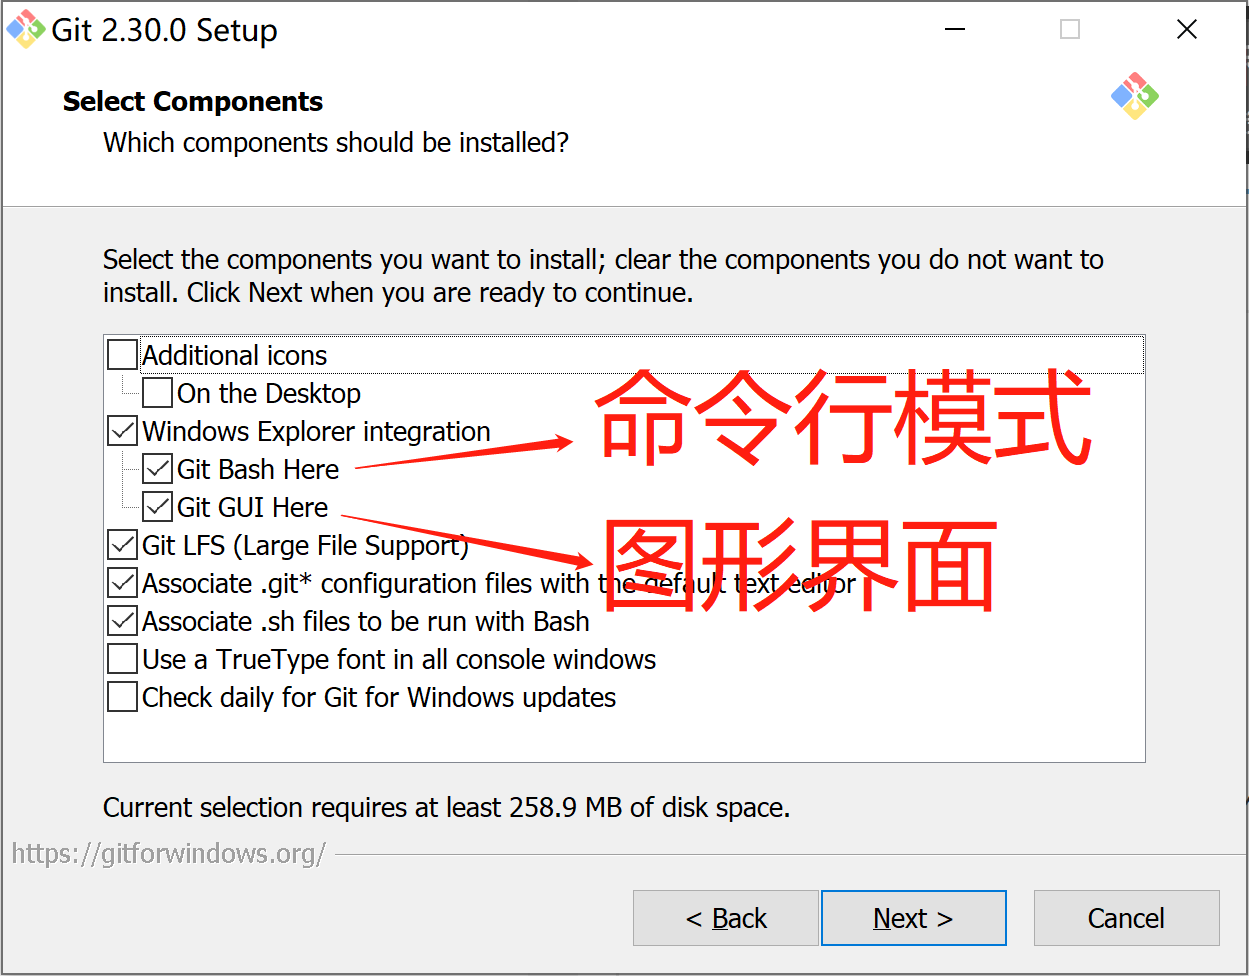 Git 2.30.0 Setup
Select Components
Which components should be installed?
Select the components you want to install; clear the components you do not want to
install. Click Next when you are ready to continue.
Additional icons
On the Desktop
Windows Explorer integration
Git Bash Here
命令行模式
Git GUI Here
图形界面
Git LFS (Large File Support)
Associate .git* configuration files with the default text editor
Associate .sh files to be run with Bash
Use a TrueType font in all console windows
Check daily for Git for Windows updates
Current selection requires at least 258.9 MB of disk space.
https://gitforwindows.org/
< Back
Next >
Cancel